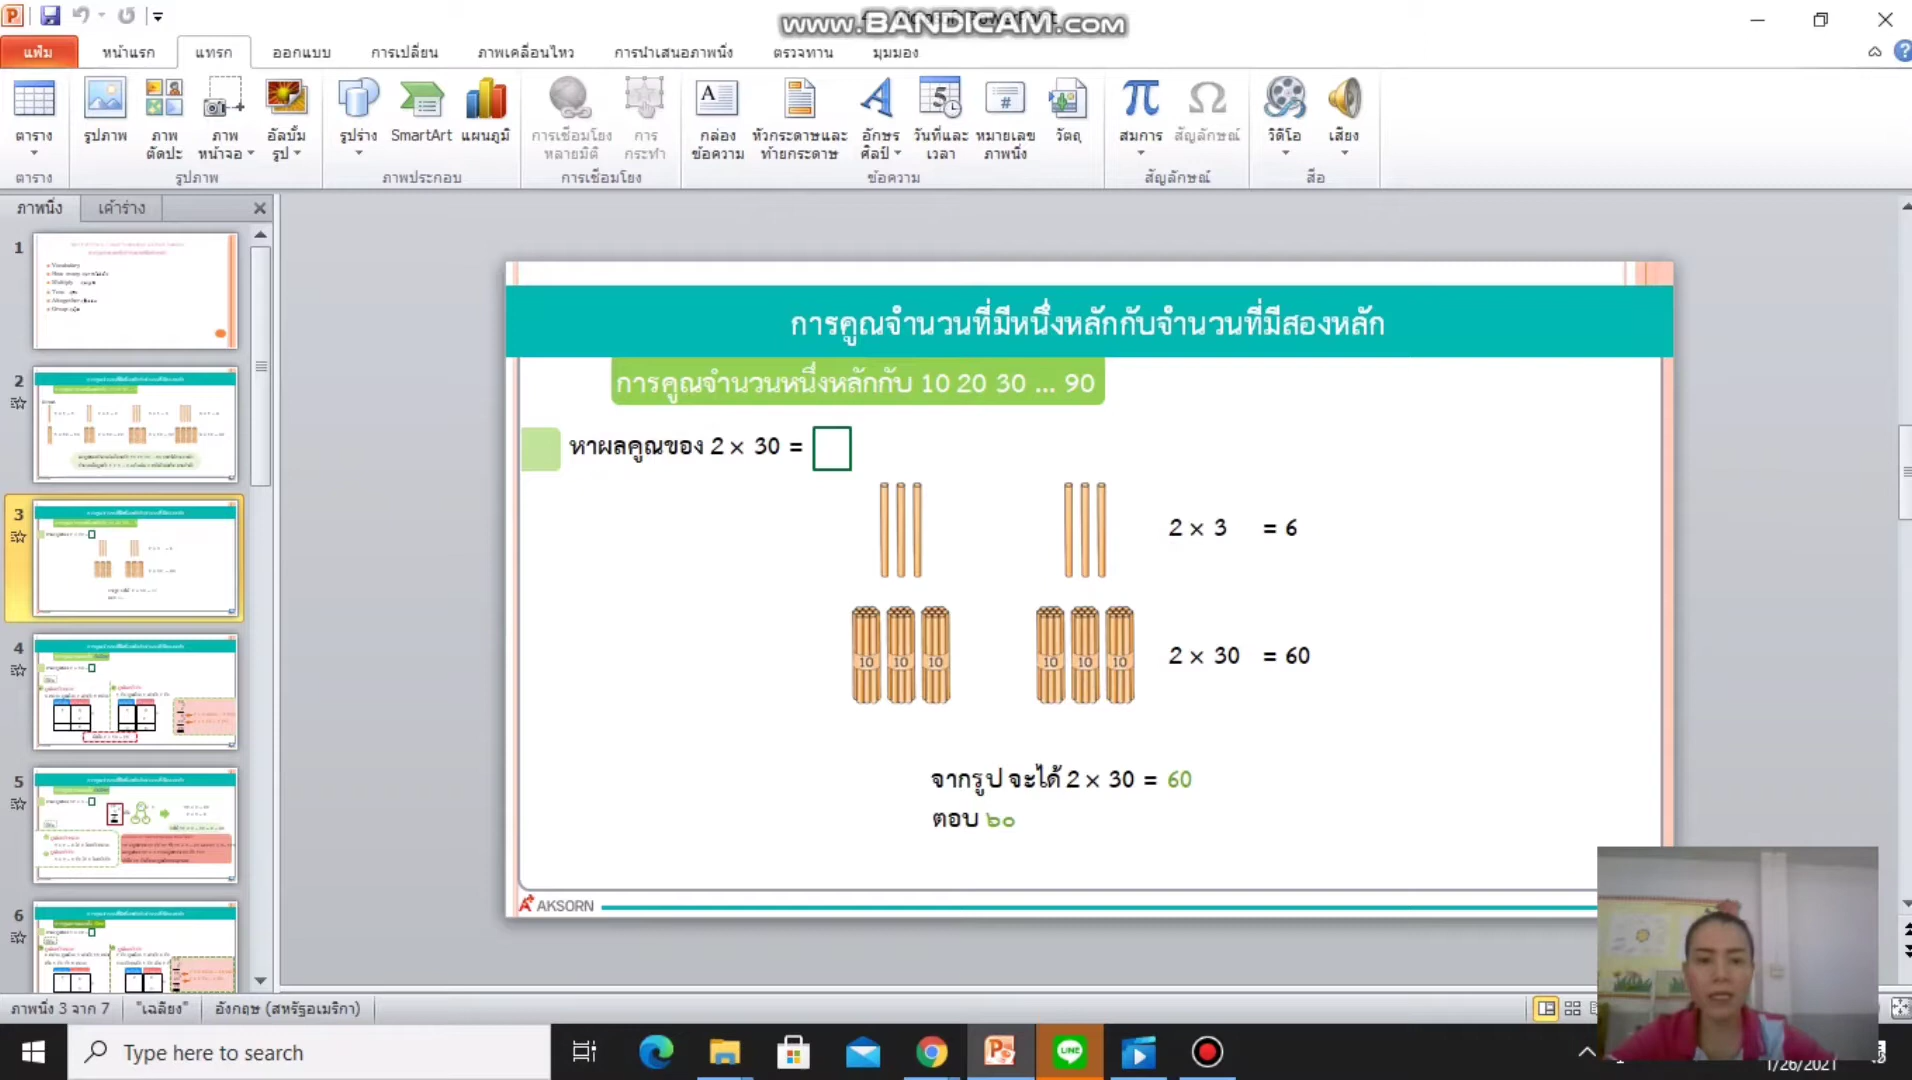 www.BANDICAM.com
แฟ้ม
หน้าแรก
แทรก
ออกแบบ
การเปลี่ยน
ภาพเคลื่อนไหว
การนำเสนอภาพนิ่ง
ตรวจทาน
มุมมอง
ตาราง
รูปภาพ
ภาพ
ตัดปะ
ภาพ
หน้าจอ
อัลบั้ม
รูป
รูปร่าง
SmartArt
แผนภูมิ
การเชื่อมโยง
หลายมิติ
การ
กระทำ
กล่อง
ข้อความ
หัวกระดาษและ
ท้ายกระดาษ
อักษร
ศิลป์
วันที่และ
เวลา
หมายเลข
ภาพนิ่ง
วัตถุ
สมการ
สัญลักษณ์
วิดีโอ
เสียง
ตาราง
รูปภาพ
ภาพประกอบ
การเชื่อมโยง
ข้อความ
สัญลักษณ์
สื่อ
ภาพนิ่ง
เค้าร่าง
1
2
3
4
5
6
การคูณจำนวนที่มีหนึ่งหลักกับจำนวนที่มีสองหลัก
การคูณจำนวนหนึ่งหลักกับ 10 20 30 ... 90
หาผลคูณของ 2 × 30 =
2 × 3 = 6
10 10 10 10 10 10
2 × 30 = 60
จากรูป จะได้ 2 × 30 = 60
ตอบ ๖๐
AKSORN
ภาพนิ่ง 3 จาก 7
"เฉลียง"
อังกฤษ (สหรัฐอเมริกา)
Type here to search
LINE
1/26/2021